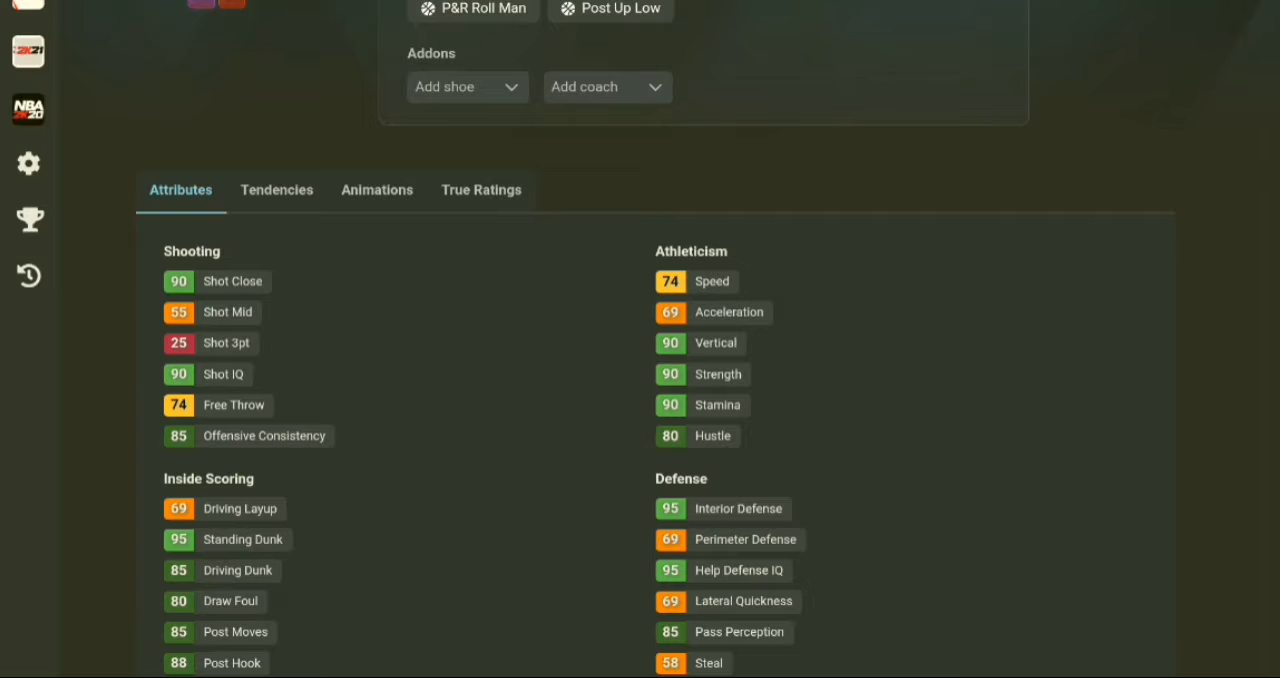 P&R Roll Man
Post Up Low
2K21
Addons
Add shoe
Add coach
NBA
2K20
Attributes
Tendencies
Animations
True Ratings
Shooting
90 Shot Close
55 Shot Mid
25 Shot 3pt
90 Shot IQ
74 Free Throw
85 Offensive Consistency
Inside Scoring
69 Driving Layup
95 Standing Dunk
85 Driving Dunk
80 Draw Foul
85 Post Moves
88 Post Hook
Athleticism
74 Speed
69 Acceleration
90 Vertical
90 Strength
90 Stamina
80 Hustle
Defense
95 Interior Defense
69 Perimeter Defense
95 Help Defense IQ
69 Lateral Quickness
85 Pass Perception
58 Steal